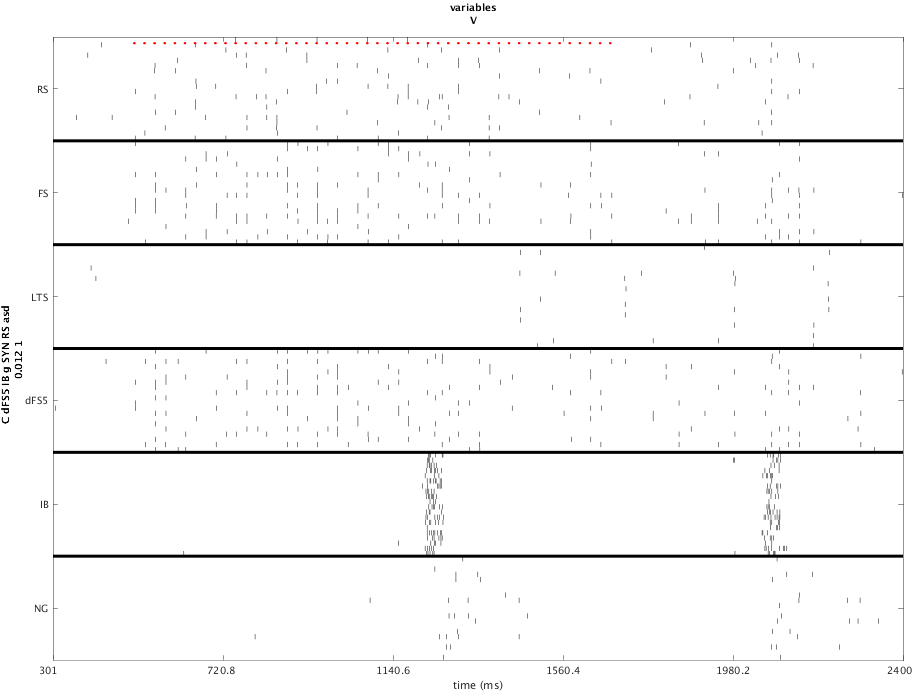 variables
V
RS
FS
LTS
dFS5
IB
NG
C dFS5 IB g SYN RS asd
0.012 1
301
720.8
1140.6
1560.4
1980.2
2400
time (ms)